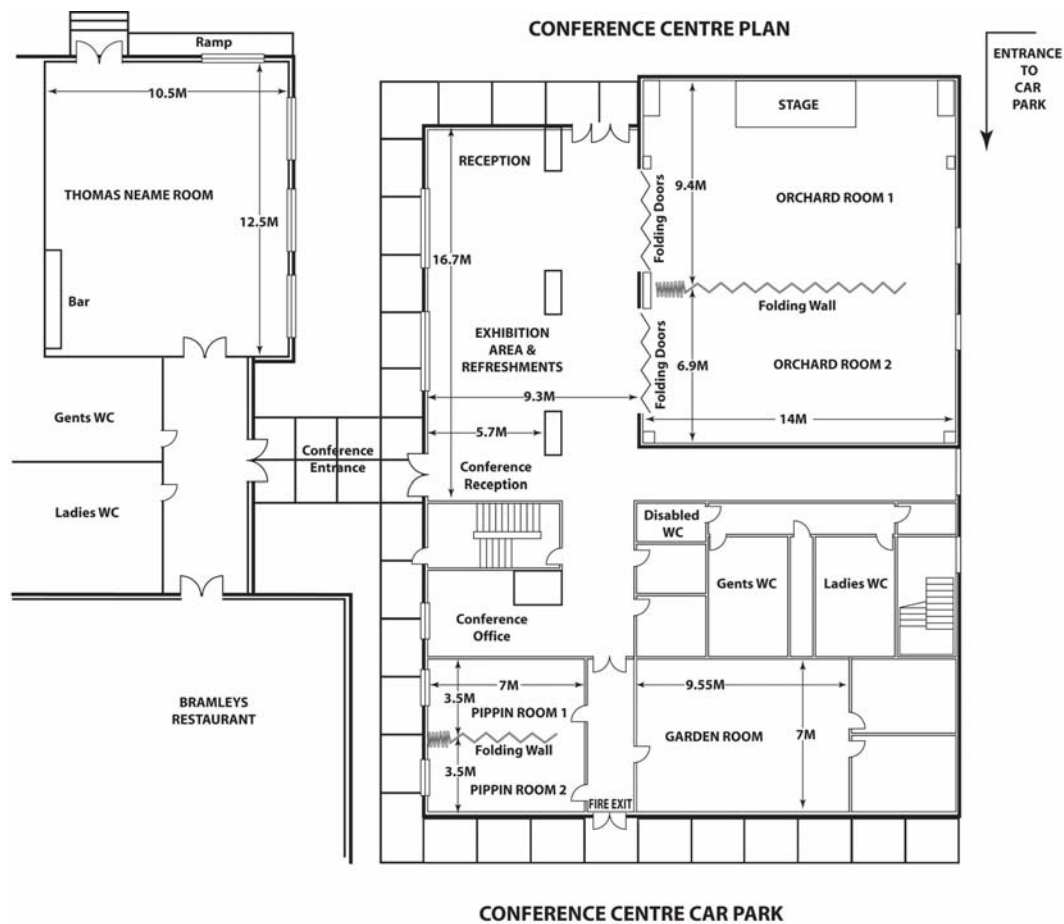 CONFERENCE CENTRE PLAN
Ramp
ENTRANCE
TO
CAR
PARK
10.5M
STAGE
RECEPTION
9.4M
THOMAS NEAME ROOM
ORCHARD ROOM 1
Folding Doors
12.5M
16.7M
Bar
Folding Wall
EXHIBITION
AREA &
REFRESHMENTS
6.9M
ORCHARD ROOM 2
Folding Doors
9.3M
Gents WC
14M
5.7M
Conference
Entrance
Conference
Reception
Ladies WC
Disabled
WC
Gents WC
Ladies WC
Conference
Office
7M
9.55M
3.5M
BRAMLEYS
RESTAURANT
PIPPIN ROOM 1
GARDEN ROOM
7M
Folding Wall
3.5M
PIPPIN ROOM 2
FIRE EXIT
CONFERENCE CENTRE CAR PARK